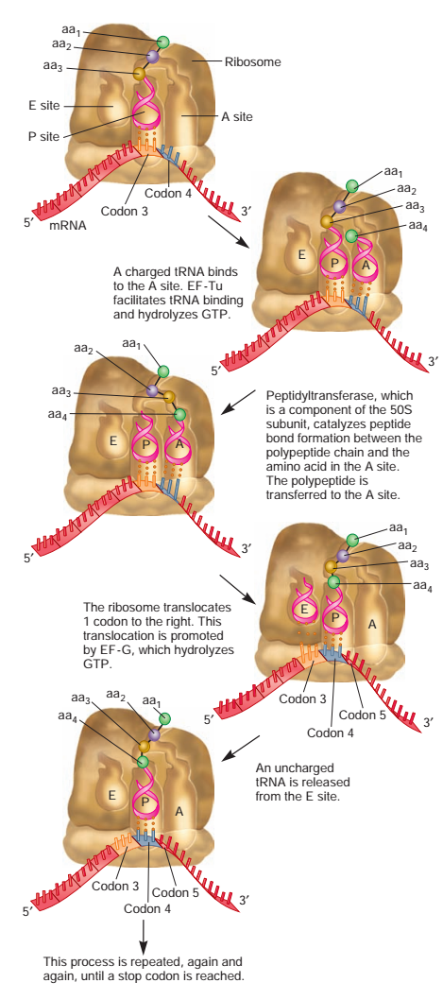 aa1
aa2
aa3
Ribosome
E site
A site
P site
Codon 4
Codon 3
5′
mRNA
3′
aa1
aa2
aa3
aa4
E
P
A
5′
3′
A charged tRNA binds
to the A site. EF-Tu
facilitates tRNA binding
and hydrolyzes GTP.
aa1
aa2
aa3
aa4
E
P
A
5′
3′
Peptidyltransferase, which
is a component of the 50S
subunit, catalyzes peptide
bond formation between the
polypeptide chain and the
amino acid in the A site.
The polypeptide is
transferred to the A site.
aa1
aa2
aa3
aa4
E
P
A
Codon 3
Codon 5
Codon 4
5′
3′
The ribosome translocates
1 codon to the right. This
translocation is promoted
by EF-G, which hydrolyzes
GTP.
aa1
aa2
aa3
aa4
E
P
A
Codon 3
Codon 5
Codon 4
5′
3′
An uncharged
tRNA is released
from the E site.
This process is repeated, again and
again, until a stop codon is reached.